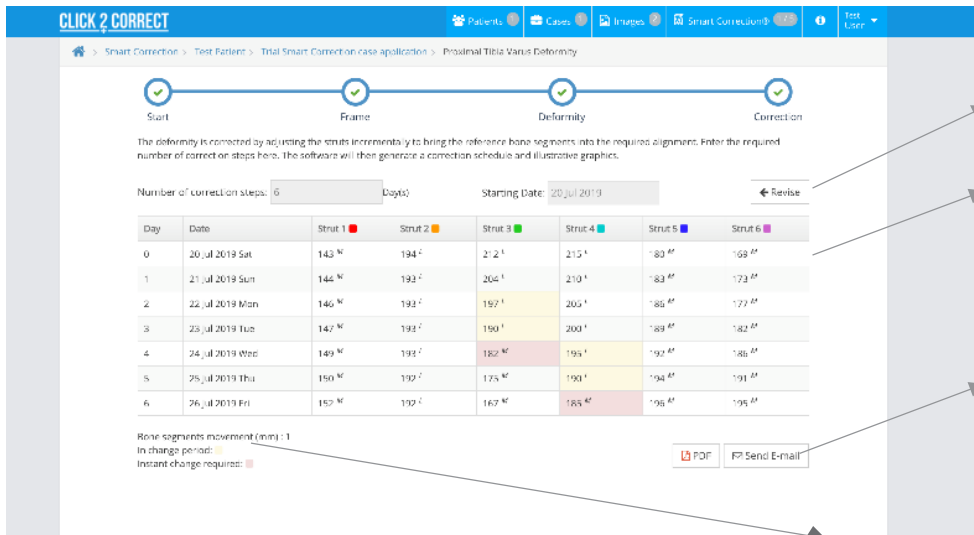 CLICK 2 CORRECT
Patients 1 Cases 1 Images 2 Smart Correction® 175 Test User
Smart Correction > Test Patient > Trial Smart Correction case application > Proximal Tibia Varus Deformity
Start Frame Deformity Correction
The deformity is corrected by adjusting the struts incrementally to bring the reference bone segments into the required alignment. Enter the required
number of correction steps here. The software will then generate a correction schedule and illustrative graphics.
Number of correction steps: 6 Day(s) Starting Date: 20 Jul 2019 Revise
Day Date Strut 1 Strut 2 Strut 3 Strut 4 Strut 5 Strut 6
0 20 Jul 2019 Sat 143 M 194 L 212 L 215 L 180 M 169 M
1 21 Jul 2019 Sun 144 M 193 L 204 L 210 L 183 M 173 M
2 22 Jul 2019 Mon 146 M 193 L 197 L 205 L 186 M 177 M
3 23 Jul 2019 Tue 147 M 193 L 190 L 200 L 189 M 182 M
4 24 Jul 2019 Wed 149 M 193 L 182 M 195 L 192 M 186 M
5 25 Jul 2019 Thu 150 M 192 L 175 M 190 L 194 M 191 M
6 26 Jul 2019 Fri 152 M 192 L 167 M 185 M 196 M 195 M
Bone segments movement (mm) : 1
In change period:
Instant change required:
PDF Send E-mail